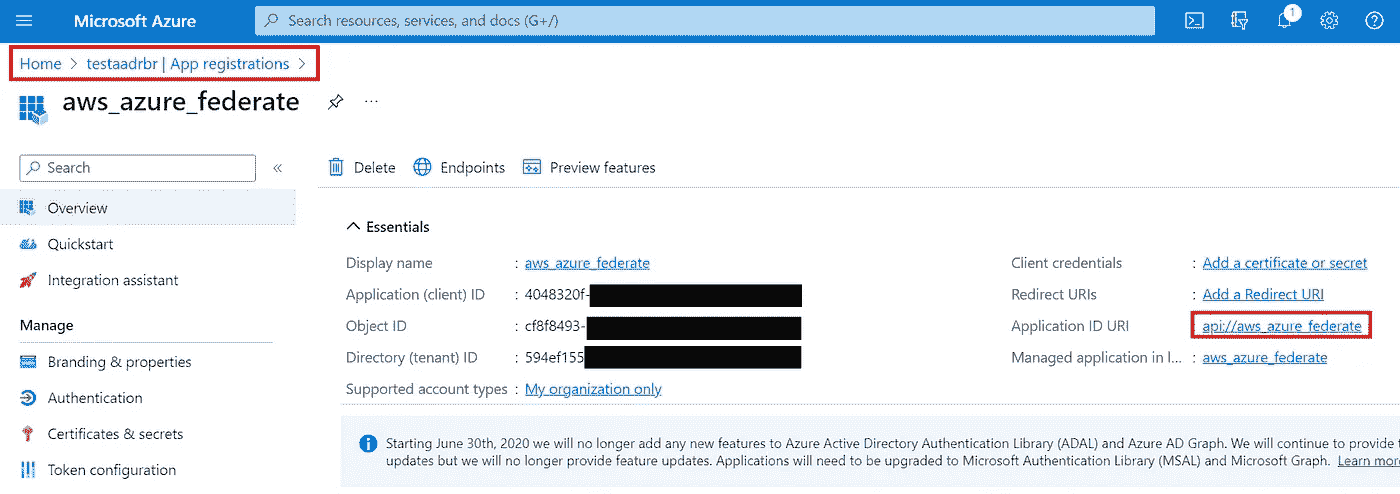 Microsoft Azure
Search resources, services, and docs (G+/)
1
Home > testaadrbr | App registrations >
aws_azure_federate
...
Search
«
Delete Endpoints Preview features
Overview
Quickstart
Integration assistant
Manage
Branding & properties
Authentication
Certificates & secrets
Token configuration
Essentials
Display name : aws_azure_federate
Application (client) ID : 4048320f-
Object ID : cf8f8493-
Directory (tenant) ID : 594ef155
Supported account types : My organization only
Client credentials : Add a certificate or secret
Redirect URIs : Add a Redirect URI
Application ID URI : api://aws_azure_federate
Managed application in l... : aws_azure_federate
Starting June 30th, 2020 we will no longer add any new features to Azure Active Directory Authentication Library (ADAL) and Azure AD Graph. We will continue to provide
updates but we will no longer provide feature updates. Applications will need to be upgraded to Microsoft Authentication Library (MSAL) and Microsoft Graph. Learn more